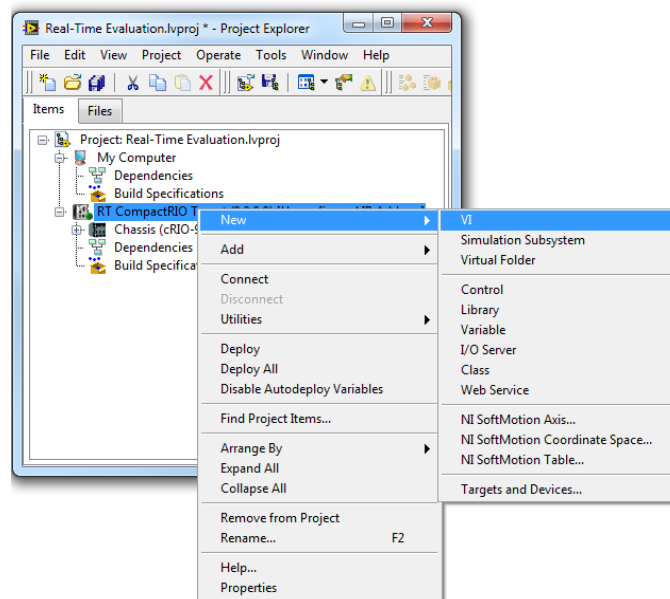 Real-Time Evaluation.lvproj * - Project Explorer
File Edit View Project Operate Tools Window Help
Items Files
Project: Real-Time Evaluation.lvproj
My Computer
Dependencies
Build Specifications
RT CompactRIO
Chassis (cRIO-9
Dependencies
Build Specifica
New
Add
Connect
Disconnect
Utilities
Deploy
Deploy All
Disable Autodeploy Variables
Find Project Items...
Arrange By
Expand All
Collapse All
Remove from Project
Rename... F2
Help...
Properties
VI
Simulation Subsystem
Virtual Folder
Control
Library
Variable
I/O Server
Class
Web Service
NI SoftMotion Axis...
NI SoftMotion Coordinate Space...
NI SoftMotion Table...
Targets and Devices...